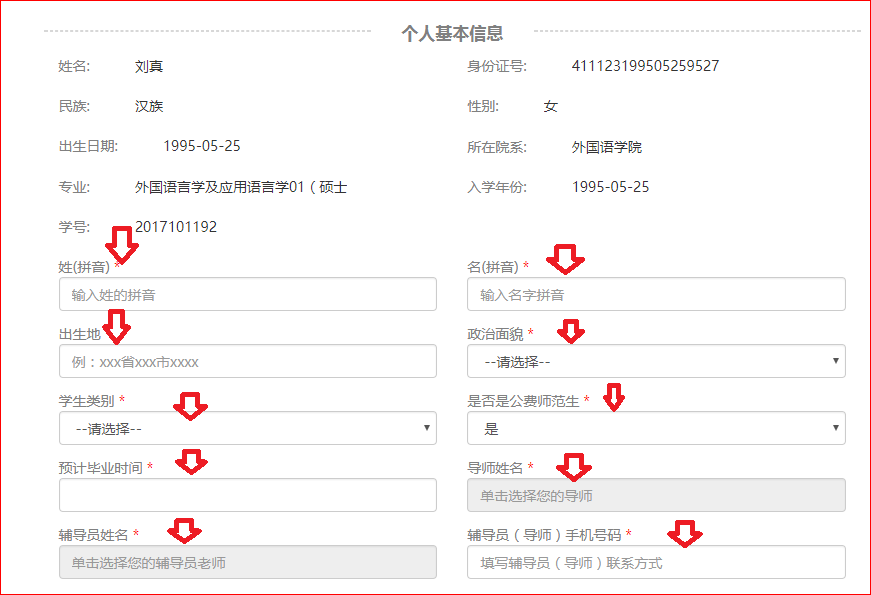 个人基本信息
姓名: 刘真 身份证号: 411123199505259527
民族: 汉族 性别: 女
出生日期: 1995-05-25 所在院系: 外国语学院
专业: 外国语言学及应用语言学01（硕士 入学年份: 1995-05-25
学号: 2017101192
姓(拼音) * 名(拼音) *
输入姓的拼音 输入名字拼音
出生地 政治面貌 *
例：xxx省xxx市xxxx --请选择--
学生类别 * 是否是公费师范生 *
--请选择-- 是
预计毕业时间 * 导师姓名 *
单击选择您的导师
辅导员姓名 * 辅导员（导师）手机号码 *
单击选择您的辅导员老师 填写辅导员（导师）联系方式